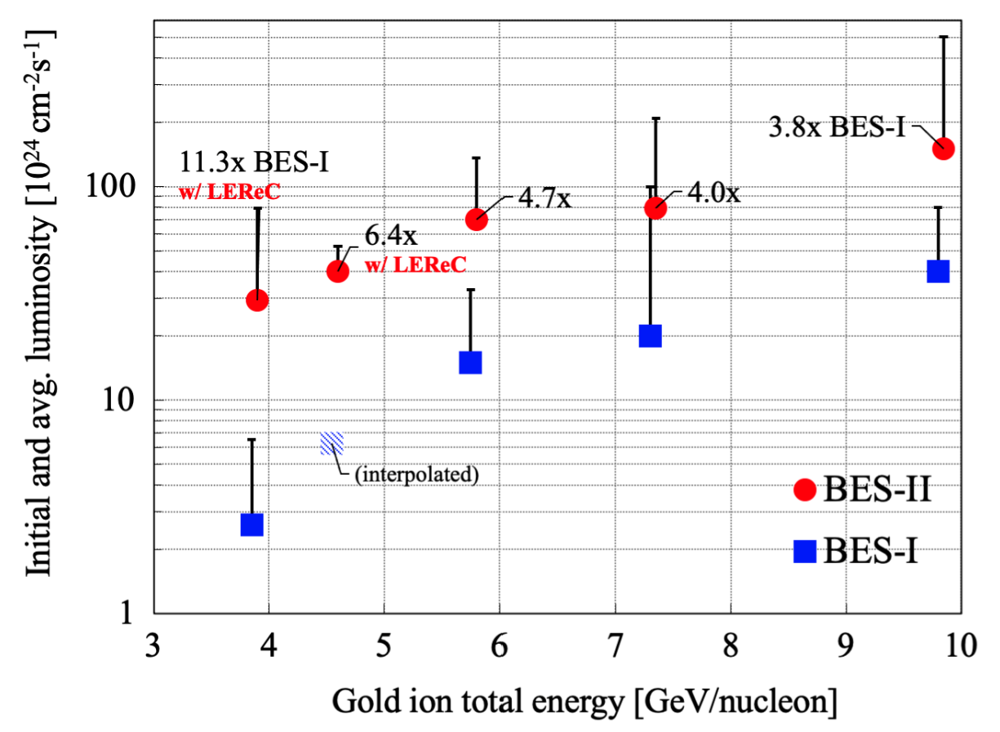 Initial and avg. luminosity [10²⁴ cm⁻²s⁻¹]
100
10
1
3 4 5 6 7 8 9 10
Gold ion total energy [GeV/nucleon]
11.3x BES-I
w/ LEReC
6.4x
w/ LEReC
4.7x
4.0x
3.8x BES-I
(interpolated)
BES-II
BES-I